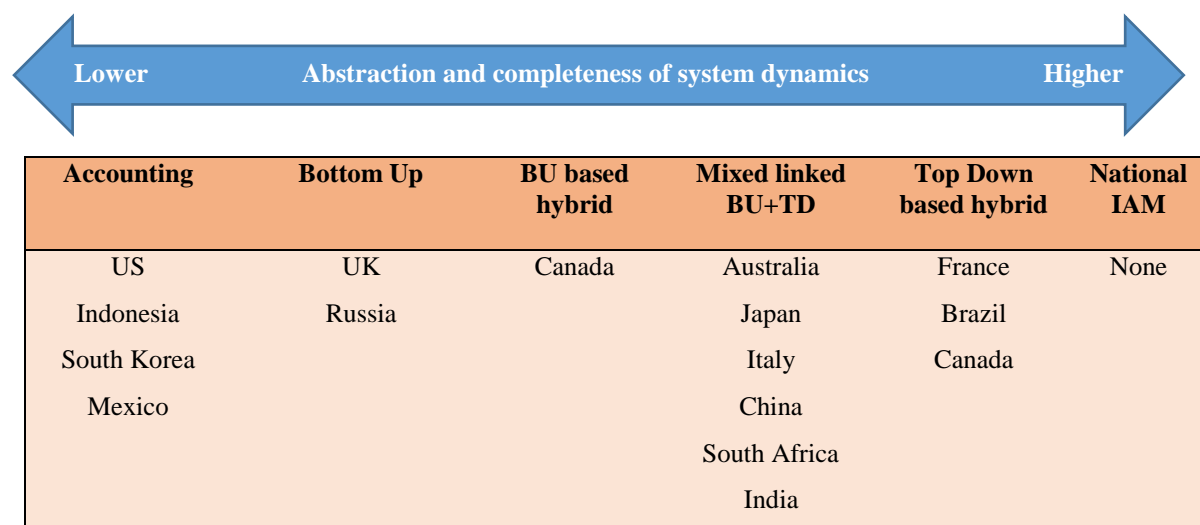 Lower Abstraction and completeness of system dynamics Higher
Accounting Bottom Up BU based hybrid Mixed linked BU+TD Top Down based hybrid National IAM
US UK Canada Australia France None
Indonesia Russia Japan Brazil
South Korea Italy Canada
Mexico China
South Africa
India